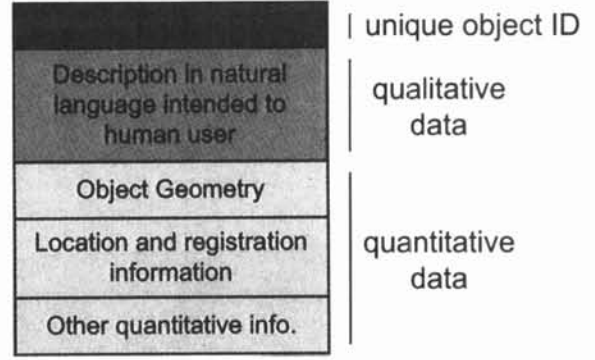 unique object ID
Description in natural
language intended to
human user
qualitative
data
Object Geometry
Location and registration
information
quantitative
data
Other quantitative info.